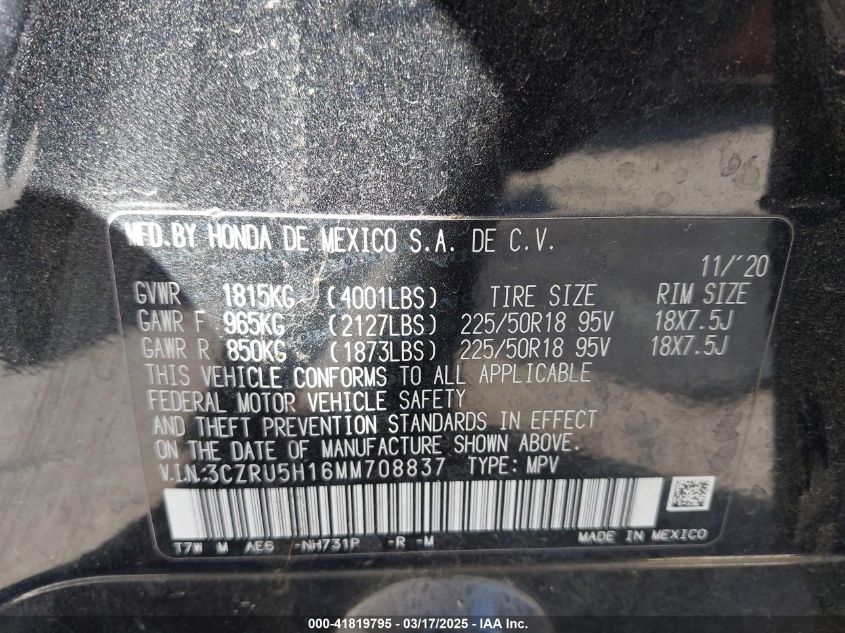 MFD.BY HONDA DE MEXICO S.A. DE C.V.
11/'20
GVWR 1815KG (4001LBS) TIRE SIZE RIM SIZE
GAWR F 965KG (2127LBS) 225/50R18 95V 18X7.5J
GAWR R 850KG (1873LBS) 225/50R18 95V 18X7.5J
THIS VEHICLE CONFORMS TO ALL APPLICABLE
FEDERAL MOTOR VEHICLE SAFETY
AND THEFT PREVENTION STANDARDS IN EFFECT
ON THE DATE OF MANUFACTURE SHOWN ABOVE.
V.I.N:3CZRU5H16MM708837 TYPE: MPV
T7W M AEG -NH731P -R -M MADE IN MEXICO
000-41819795 — 03/17/2025 — IAA Inc.